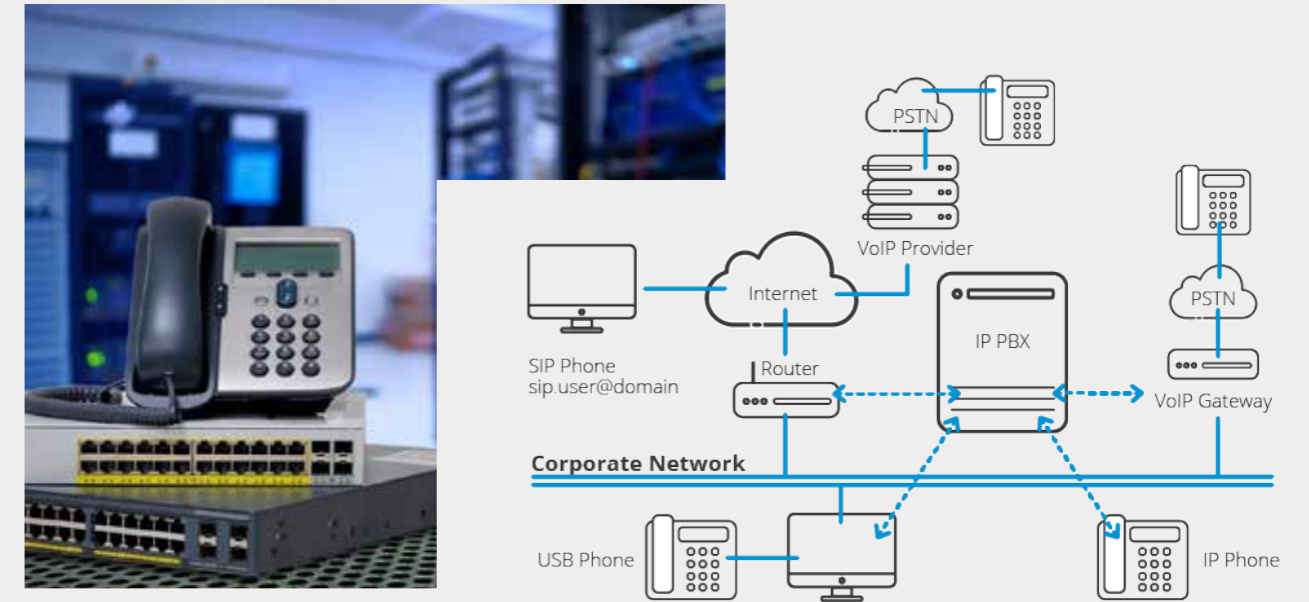 PSTN
VoIP Provider
Internet
SIP Phone
sip.user@domain
Router
IP PBX
PSTN
VoIP Gateway
Corporate Network
USB Phone
IP Phone